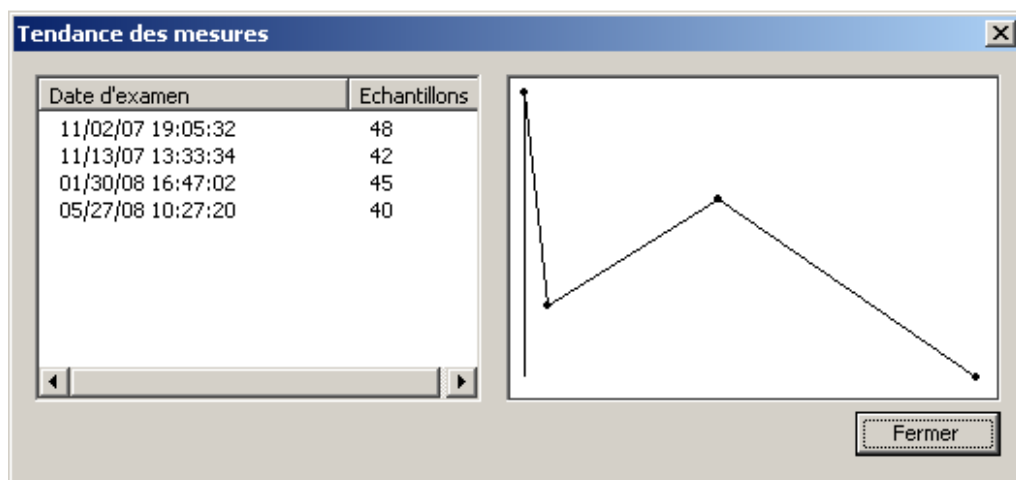 Tendance des mesures
Date d'examen Echantillons
11/02/07 19:05:32 48
11/13/07 13:33:34 42
01/30/08 16:47:02 45
05/27/08 10:27:20 40
Fermer